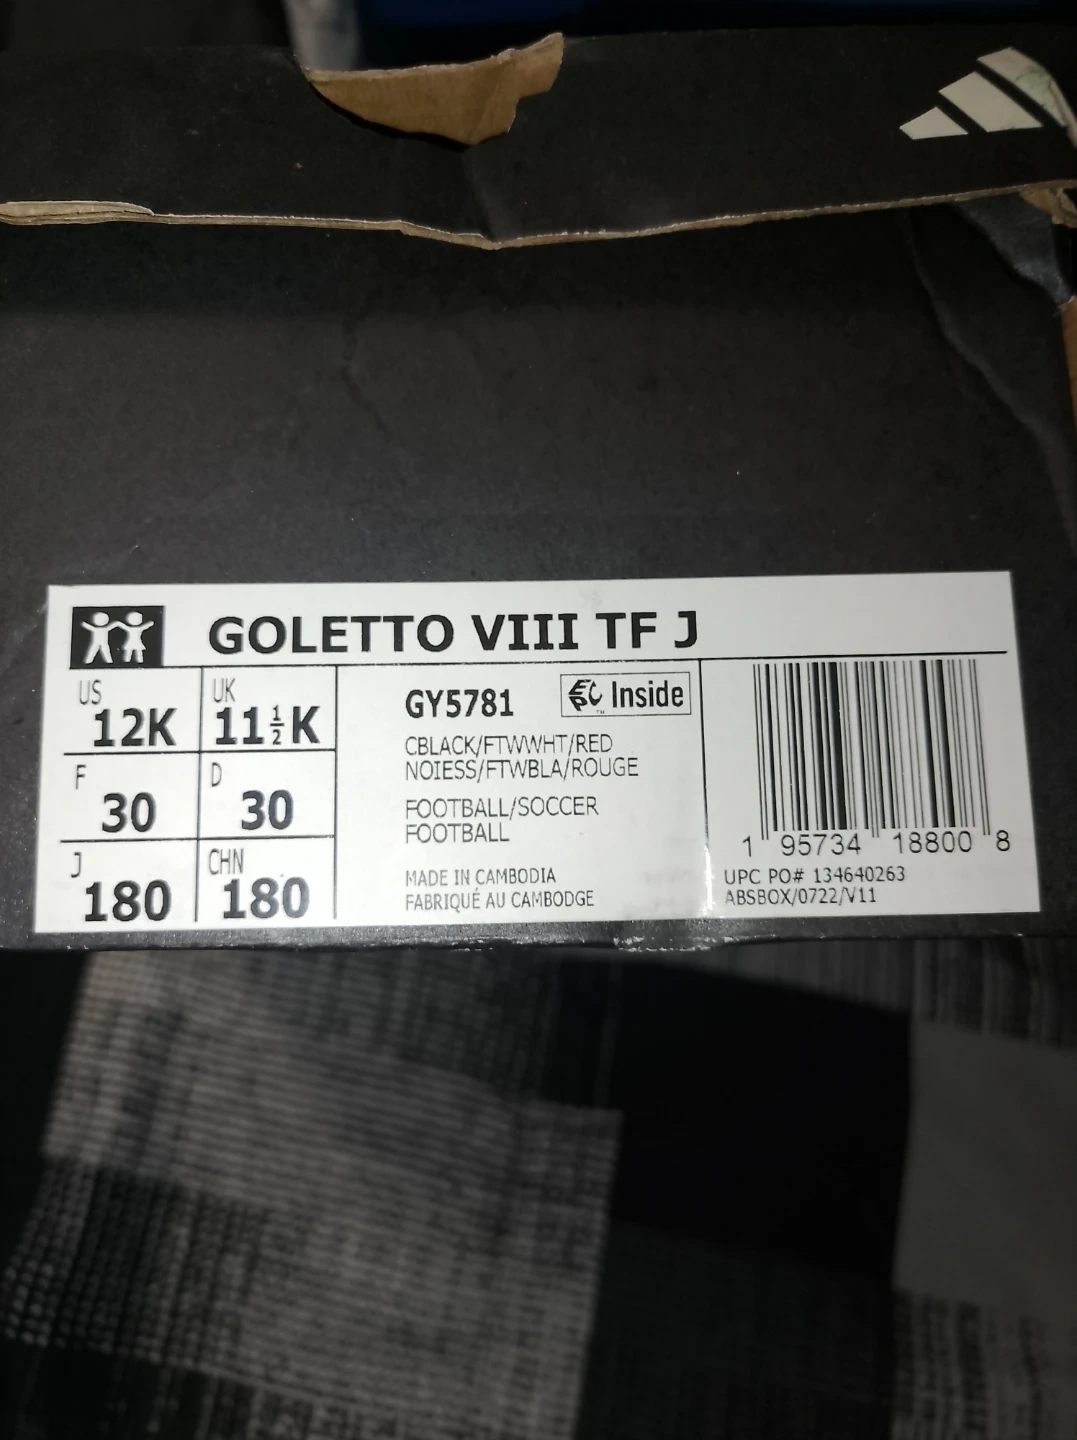 GOLETTO VIII TF J
US
12K
UK
11½K
F
30
D
30
J
180
CHN
180
GY5781
EPC Inside
CBLACK/FTWWHT/RED
NOIESS/FTWBLA/ROUGE
FOOTBALL/SOCCER
FOOTBALL
MADE IN CAMBODIA
FABRIQUÉ AU CAMBODGE
1 95734 18800 8
UPC PO# 134640263
ABSBOX/0722/V11